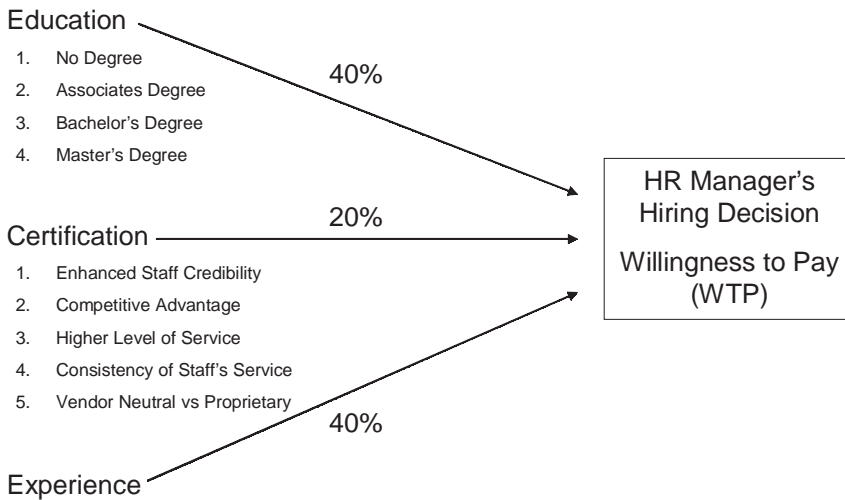 Education
1. No Degree
2. Associates Degree
3. Bachelor's Degree
4. Master's Degree
40%
HR Manager's
Hiring Decision
Willingness to Pay
(WTP)
20%
Certification
1. Enhanced Staff Credibility
2. Competitive Advantage
3. Higher Level of Service
4. Consistency of Staff's Service
5. Vendor Neutral vs Proprietary
40%
Experience